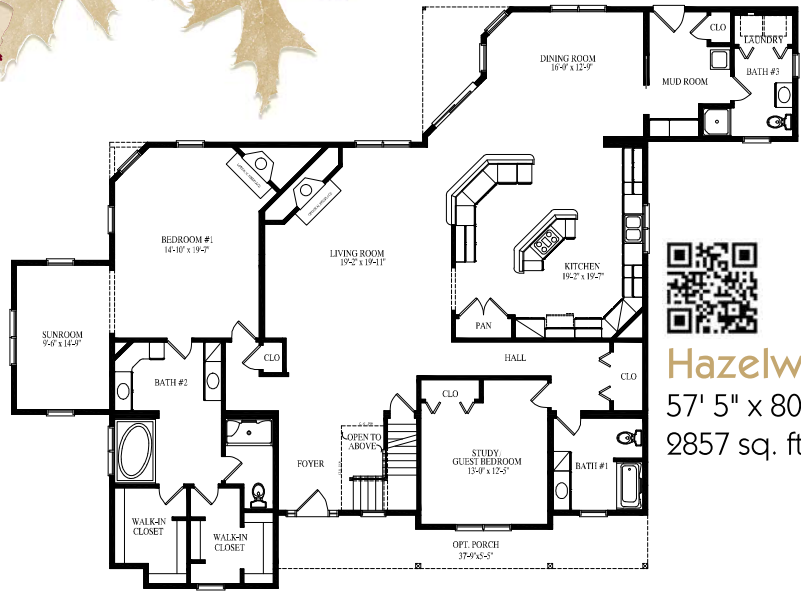 DINING ROOM
16'-0" x 12'-9"
CLO
LAUNDRY
BATH #3
MUD ROOM
BEDROOM #1
14'-10" x 19'-7"
LIVING ROOM
19'-2" x 19'-11"
KITCHEN
19'-2" x 19'-7"
PAN
SUNROOM
9'-6" x 14'-9"
BATH #2
CLO
HALL
CLO
CLO
OPEN TO
ABOVE
FOYER
STUDY/
GUEST BEDROOM
13'-0" x 12'-5"
BATH #1
WALK-IN
CLOSET
WALK-IN
CLOSET
OPT. PORCH
37'-9"x5'-5"
Hazelw
57' 5" x 80
2857 sq. ft